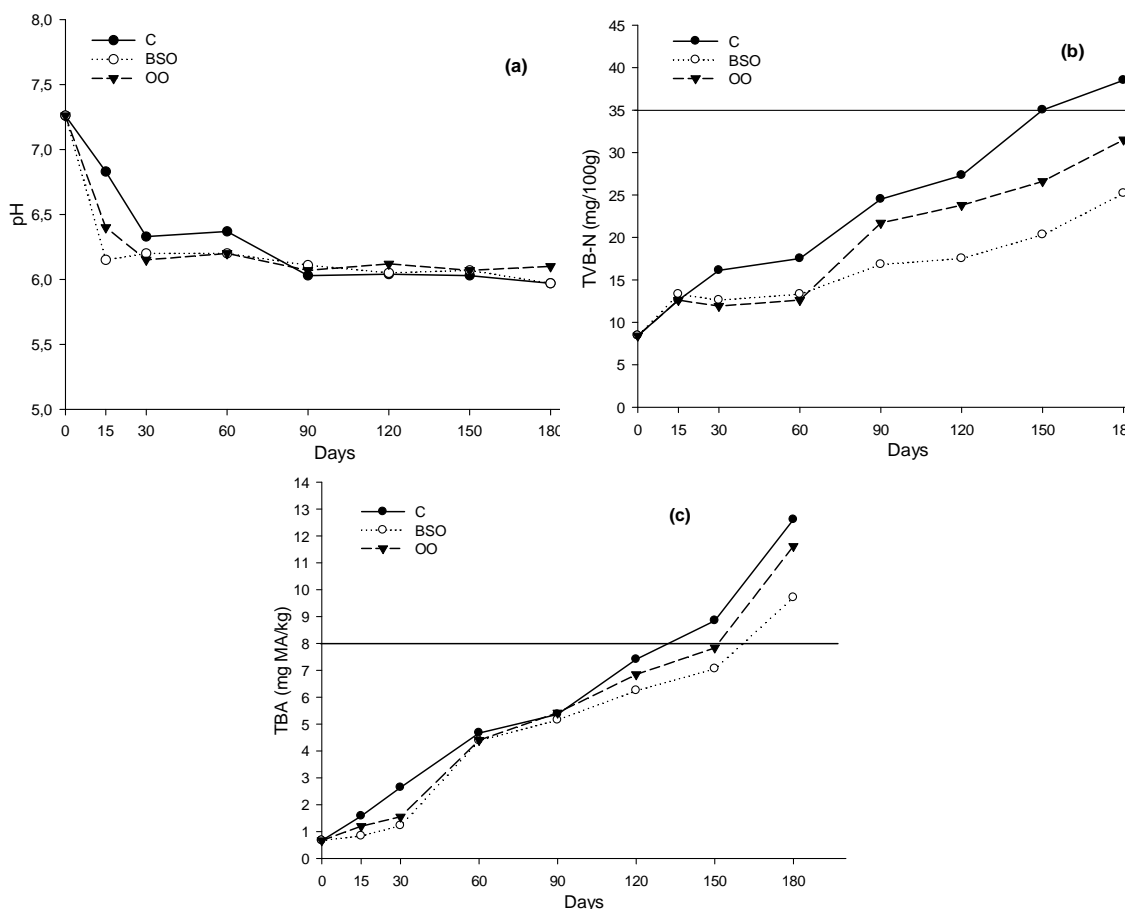 8,0
7,5
7,0
6,5
6,0
5,5
5,0
pH
C
BSO
OO
(a)
0 15 30 60 90 120 150 180
Days
45
40
35
30
25
20
15
10
5
0
TVB-N (mg/100g)
C
BSO
OO
(b)
0 15 30 60 90 120 150
Days
14
13
12
11
10
9
8
7
6
5
4
3
2
1
0
TBA (mg MA/kg)
C
BSO
OO
(c)
0 15 30 60 90 120 150 180
Days